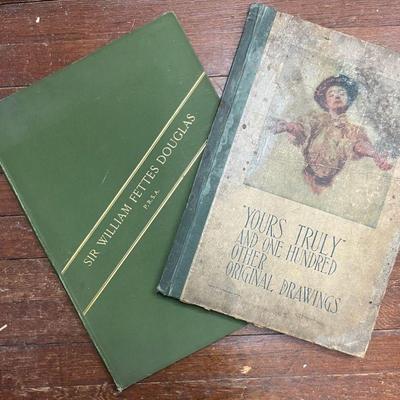 SIR WILLIAM FETTES DOUGLAS
P.R.S.A.
"YOURS TRULY"
AND ONE HUNDRED
OTHER
ORIGINAL DRAWINGS